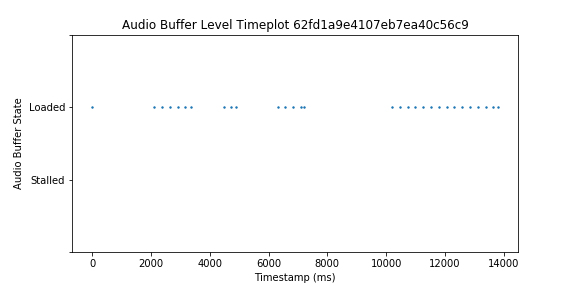 Audio Buffer Level Timeplot 62fd1a9e4107eb7ea40c56c9
Audio Buffer State
Loaded
Stalled
0 2000 4000 6000 8000 10000 12000 14000
Timestamp (ms)